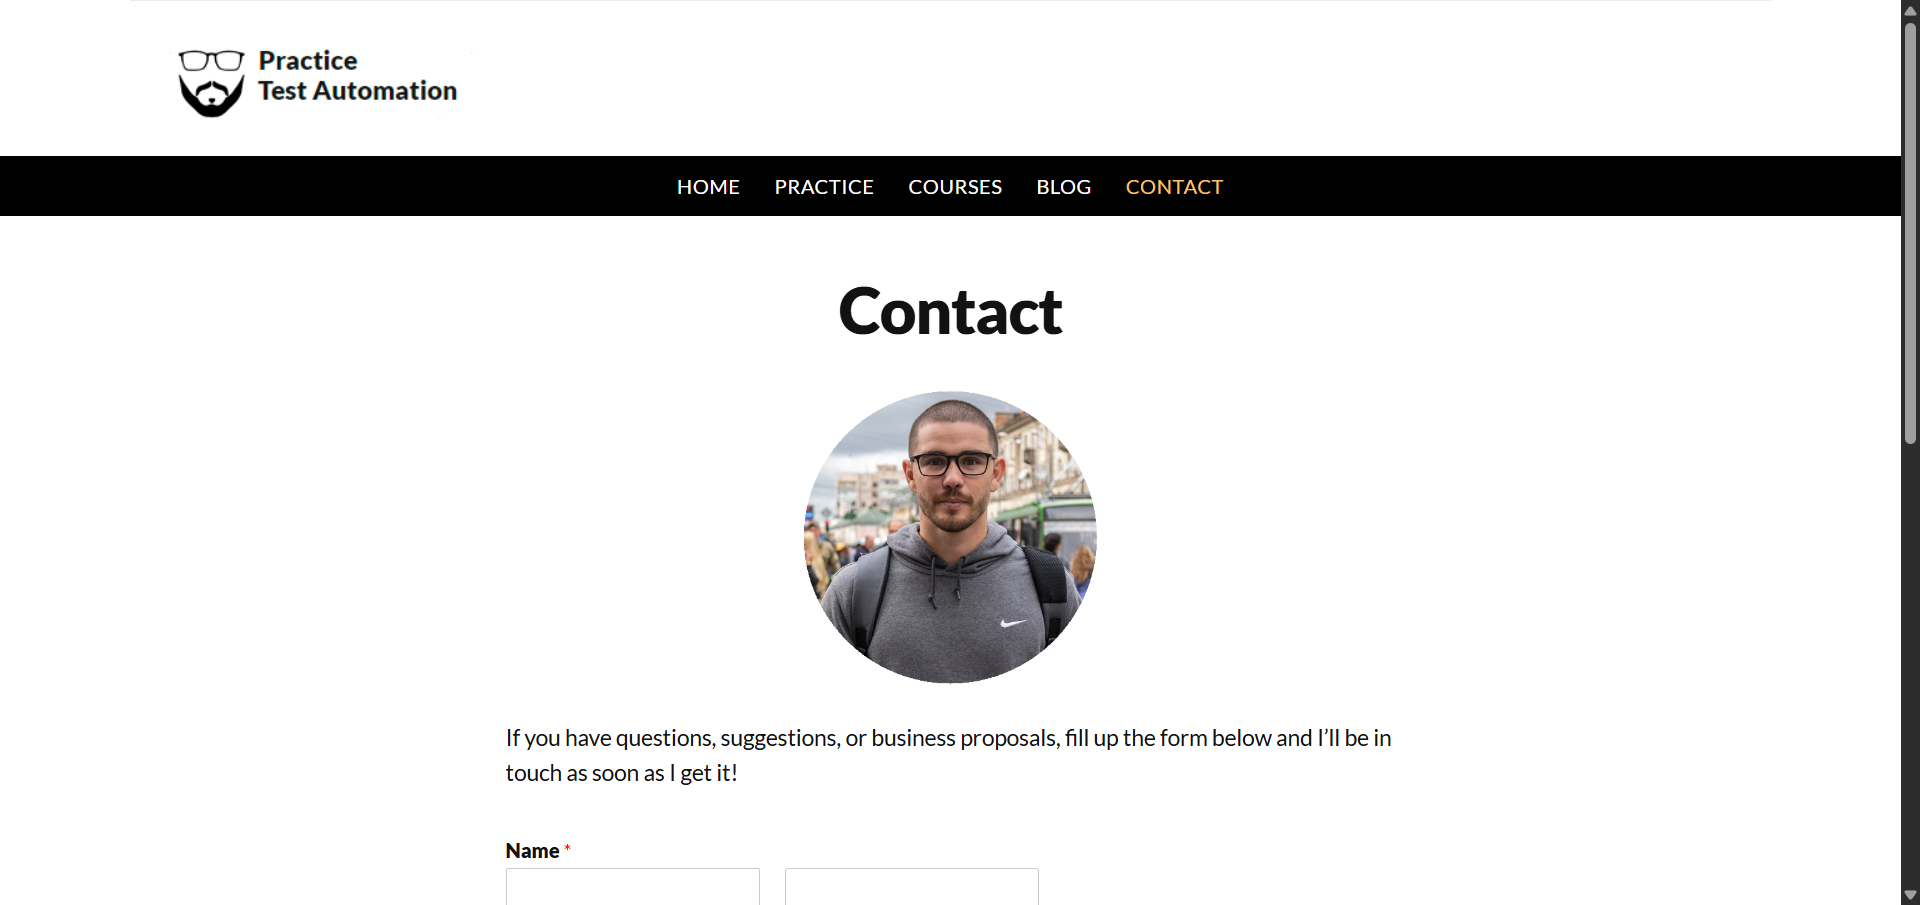 Practice
Test Automation
HOME PRACTICE COURSES BLOG CONTACT
Contact
If you have questions, suggestions, or business proposals, fill up the form below and I’ll be in
touch as soon as I get it!
Name *